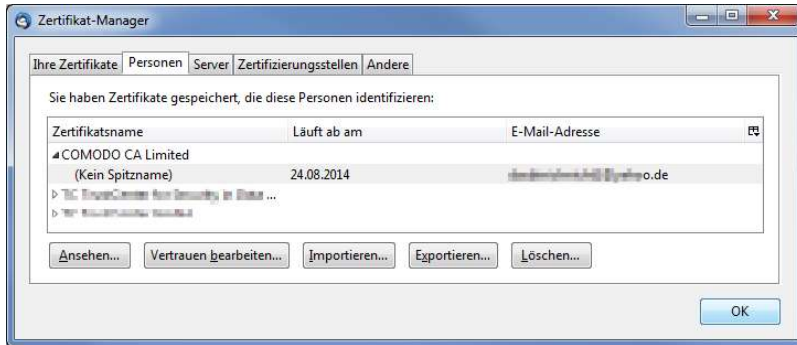 Zertifikat-Manager
Ihre Zertifikate Personen Server Zertifizierungsstellen Andere
Sie haben Zertifikate gespeichert, die diese Personen identifizieren:
Zertifikatsname Läuft ab am E-Mail-Adresse
COMODO CA Limited
(Kein Spitzname) 24.08.2014 o.de
...
Ansehen... Vertrauen bearbeiten... Importieren... Exportieren... Löschen...
OK